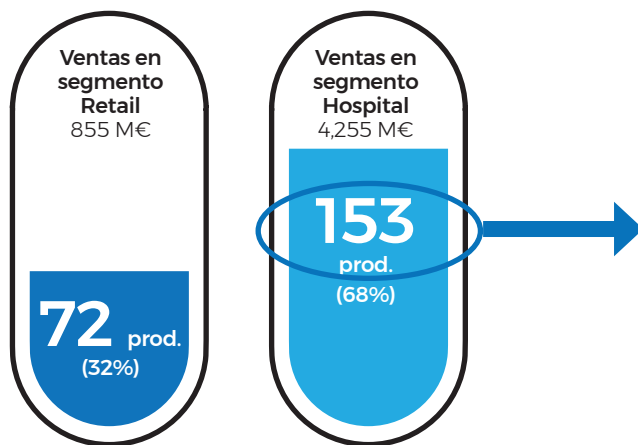 Ventas en
segmento
Retail
855 M€
72 prod.
(32%)
Ventas en
segmento
Hospital
4,255 M€
153
prod.
(68%)